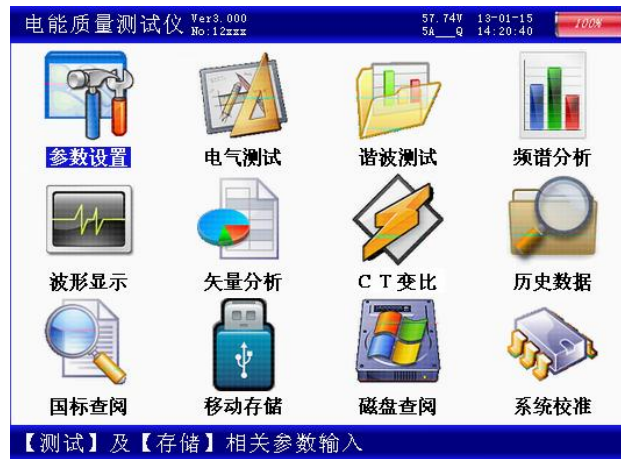 电能质量测试仪 Ver3.000 57.74V 13-01-15 100%
No:12xxx 5A___Q 14:20:40
参数设置 电气测试 谐波测试 频谱分析
波形显示 矢量分析 CT变比 历史数据
国标查阅 移动存储 磁盘查阅 系统校准
【测试】及【存储】相关参数输入